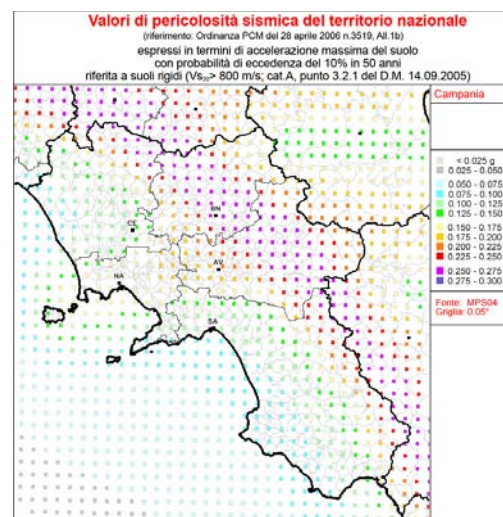 Valori di pericolosità sismica del territorio nazionale
(riferimento: Ordinanza PCM del 28 aprile 2006 n.3519, All.1b)
espressi in termini di accelerazione massima del suolo
con probabilità di eccedenza del 10% in 50 anni
riferita a suoli rigidi (Vs30> 800 m/s; cat.A, punto 3.2.1 del D.M. 14.09.2005)
Campania
< 0.025 g
0.025 - 0.050
0.050 - 0.075
0.075 - 0.100
0.100 - 0.125
0.125 - 0.150
0.150 - 0.175
0.175 - 0.200
0.200 - 0.225
0.225 - 0.250
0.250 - 0.275
0.275 - 0.300
Fonte: MPS04
Griglia: 0.05°
BN
CE
AV
NA
SA